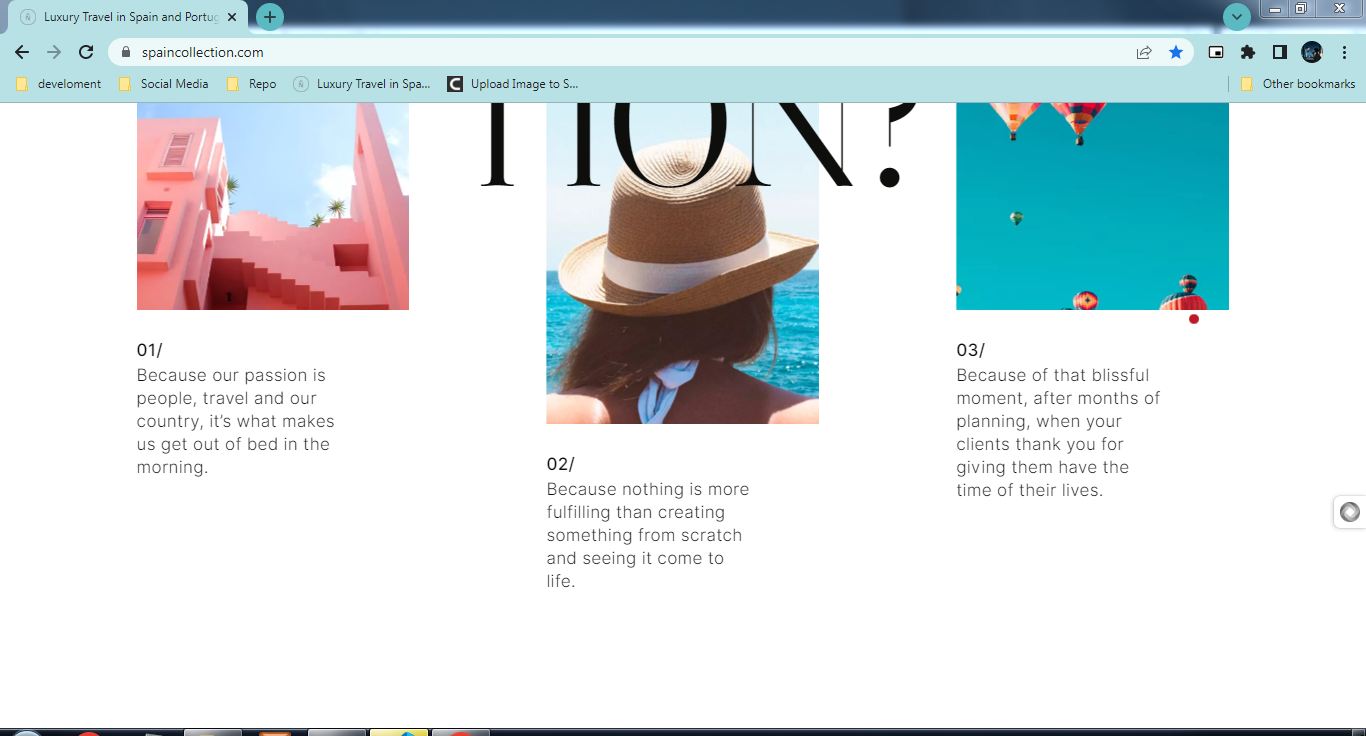 Luxury Travel in Spain and Portug
spaincollection.com
develoment
Social Media
Repo
Luxury Travel in Spa...
Upload Image to S...
Other bookmarks
TION?
01/
Because our passion is
people, travel and our
country, it's what makes
us get out of bed in the
morning.
02/
Because nothing is more
fulfilling than creating
something from scratch
and seeing it come to
life.
03/
Because of that blissful
moment, after months of
planning, when your
clients thank you for
giving them have the
time of their lives.